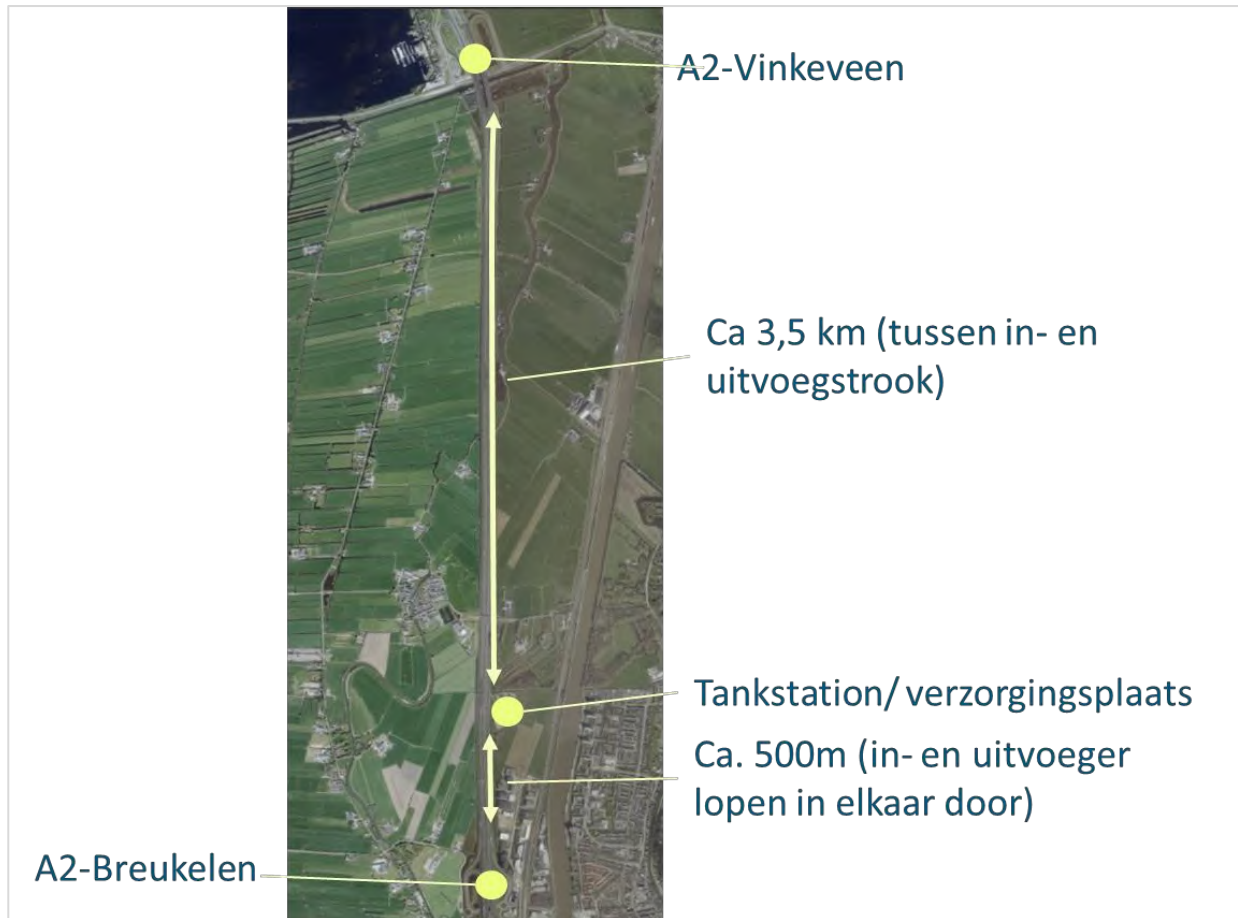 A2-Vinkeveen
Ca 3,5 km (tussen in- en
uitvoegstrook)
Tankstation/ verzorgingsplaats
Ca. 500m (in- en uitvoeger
lopen in elkaar door)
A2-Breukelen